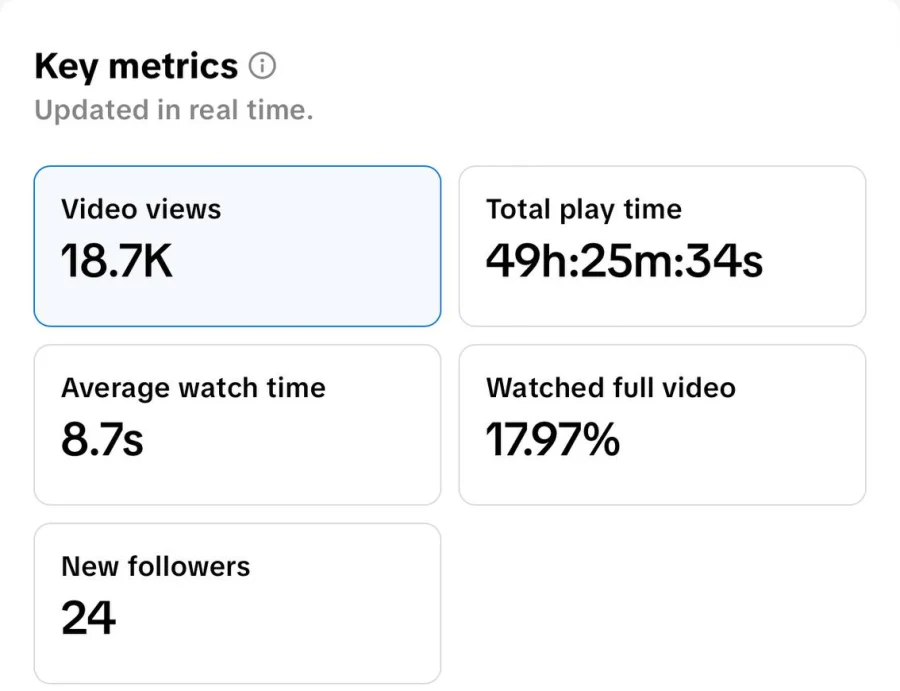 Key metrics
Updated in real time.
Video views
18.7K
Total play time
49h:25m:34s
Average watch time
8.7s
Watched full video
17.97%
New followers
24